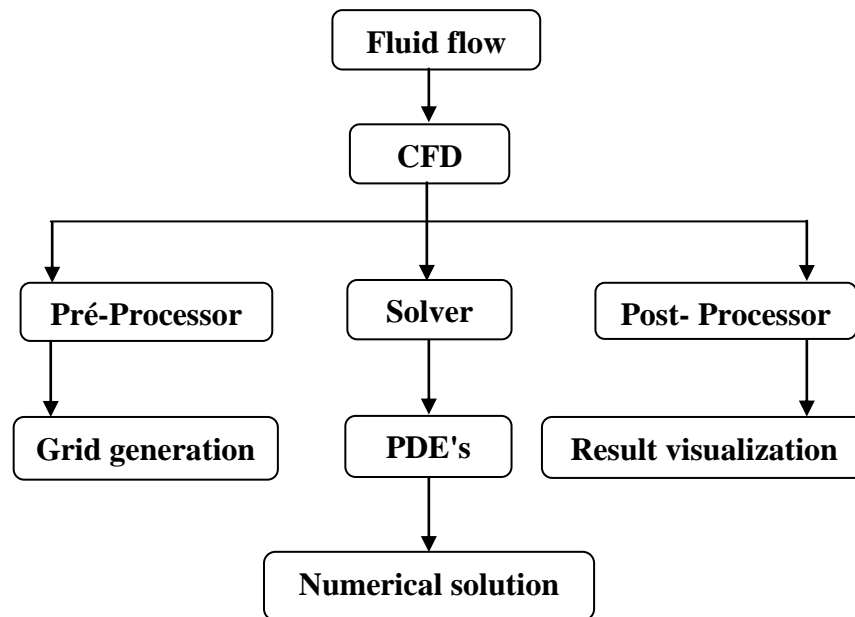 Fluid flow
CFD
Pré-Processor
Solver
Post- Processor
Grid generation
PDE's
Result visualization
Numerical solution